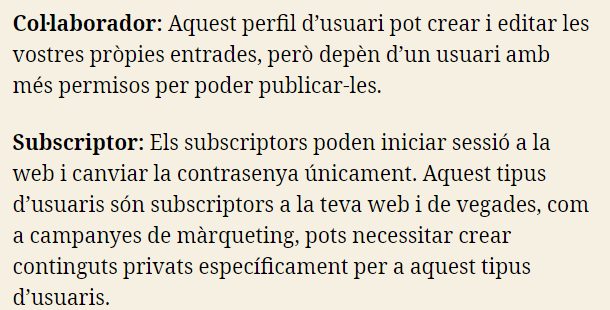 Col·laborador: Aquest perfil d’usuari pot crear i editar les
vostres pròpies entrades, però depèn d’un usuari amb
més permisos per poder publicar-les.
Subscriptor: Els subscriptors poden iniciar sessió a la
web i canviar la contrasenya únicament. Aquest tipus
d’usuaris són subscriptors a la teva web i de vegades, com
a campanyes de màrqueting, pots necessitar crear
continguts privats específicament per a aquest tipus
d’usuaris.